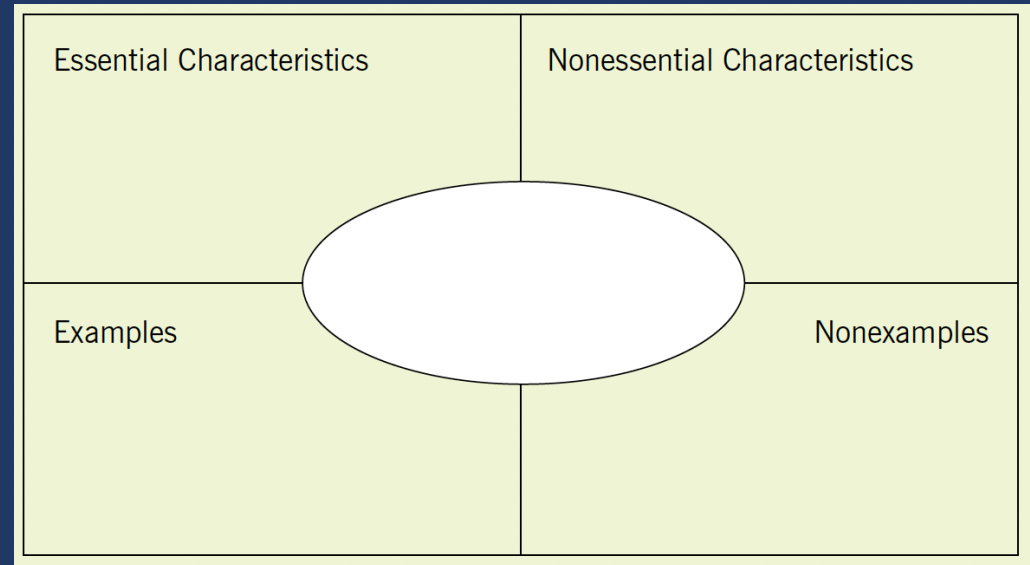 Essential Characteristics
Nonessential Characteristics
Examples
Nonexamples